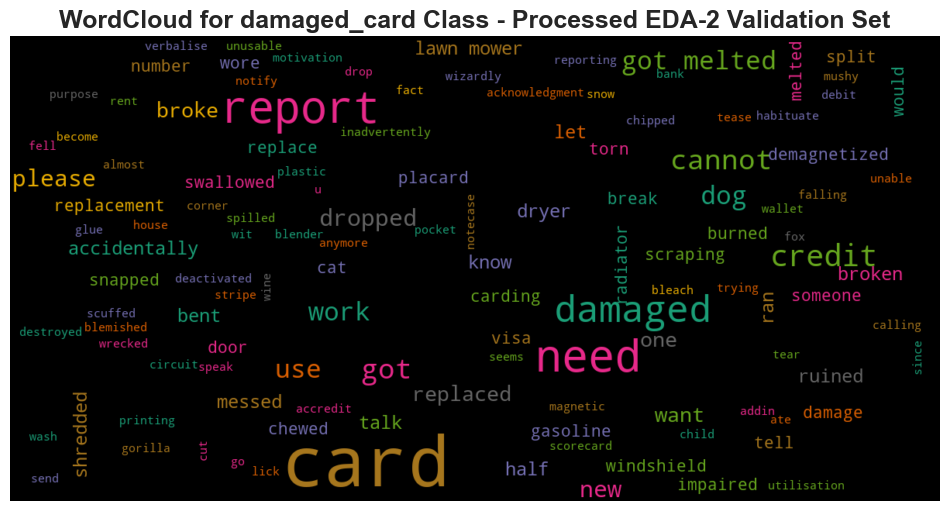 WordCloud for damaged_card Class - Processed EDA-2 Validation Set
verbalise unusable lawn mower reporting got melted melted split
number wore motivation drop wizardly bank mushy would
notify fact acknowledgment snow debit
purpose rent broke report inadvertently let chipped tease habituate
fell become replace torn cannot demagnetized
almost please swallowed plastic u placard break dog unable
replacement corner dropped notecase dryer wallet falling
glue house spilled pocket burned fox
accidentally wit blender anymore radiator scraping credit
snapped deactivated wine cat know bleach trying broken
stripe carding ran someone
scuffed bent work damaged calling
destroyed blemished visa one since
wrecked door seems need tear
circuit speak use got ruined
shredded messed accredit replaced magnetic want addin damage
printing chewed talk gasoline child ate
wash gorilla cut scorecard tell
go lick card half windshield
send new impaired utilisation